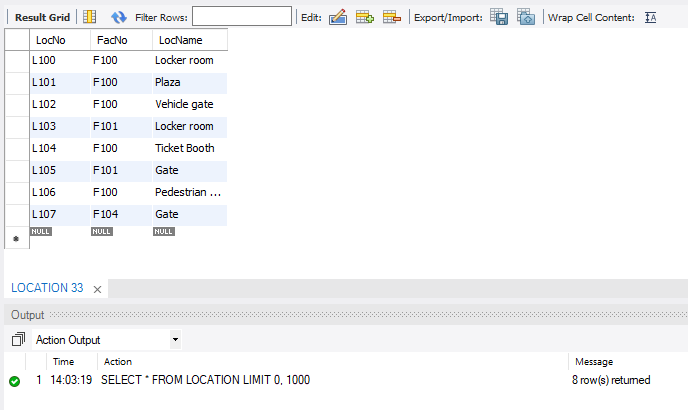 Result Grid Filter Rows: Edit: Export/Import: Wrap Cell Content: IA
LocNo FacNo LocName
L100 F100 Locker room
L101 F100 Plaza
L102 F100 Vehicle gate
L103 F101 Locker room
L104 F100 Ticket Booth
L105 F101 Gate
L106 F100 Pedestrian ...
L107 F104 Gate
NULL NULL NULL
LOCATION 33
Output
Action Output
Time Action Message
1 14:03:19 SELECT * FROM LOCATION LIMIT 0, 1000 8 row(s) returned